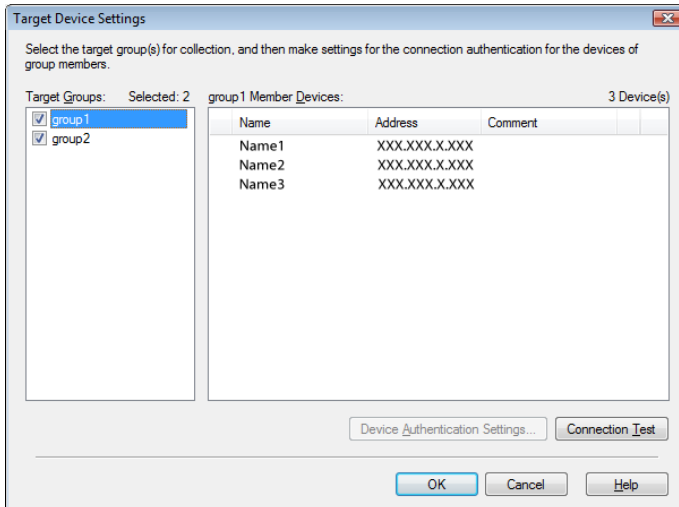 Target Device Settings
Select the target group(s) for collection, and then make settings for the connection authentication for the devices of
group members.
Target Groups: Selected: 2 group1 Member Devices: 3 Device(s)
group1
group2
Name Address Comment
Name1 XXX.XXX.X.XXX
Name2 XXX.XXX.X.XXX
Name3 XXX.XXX.X.XXX
Device Authentication Settings... Connection Test
OK Cancel Help